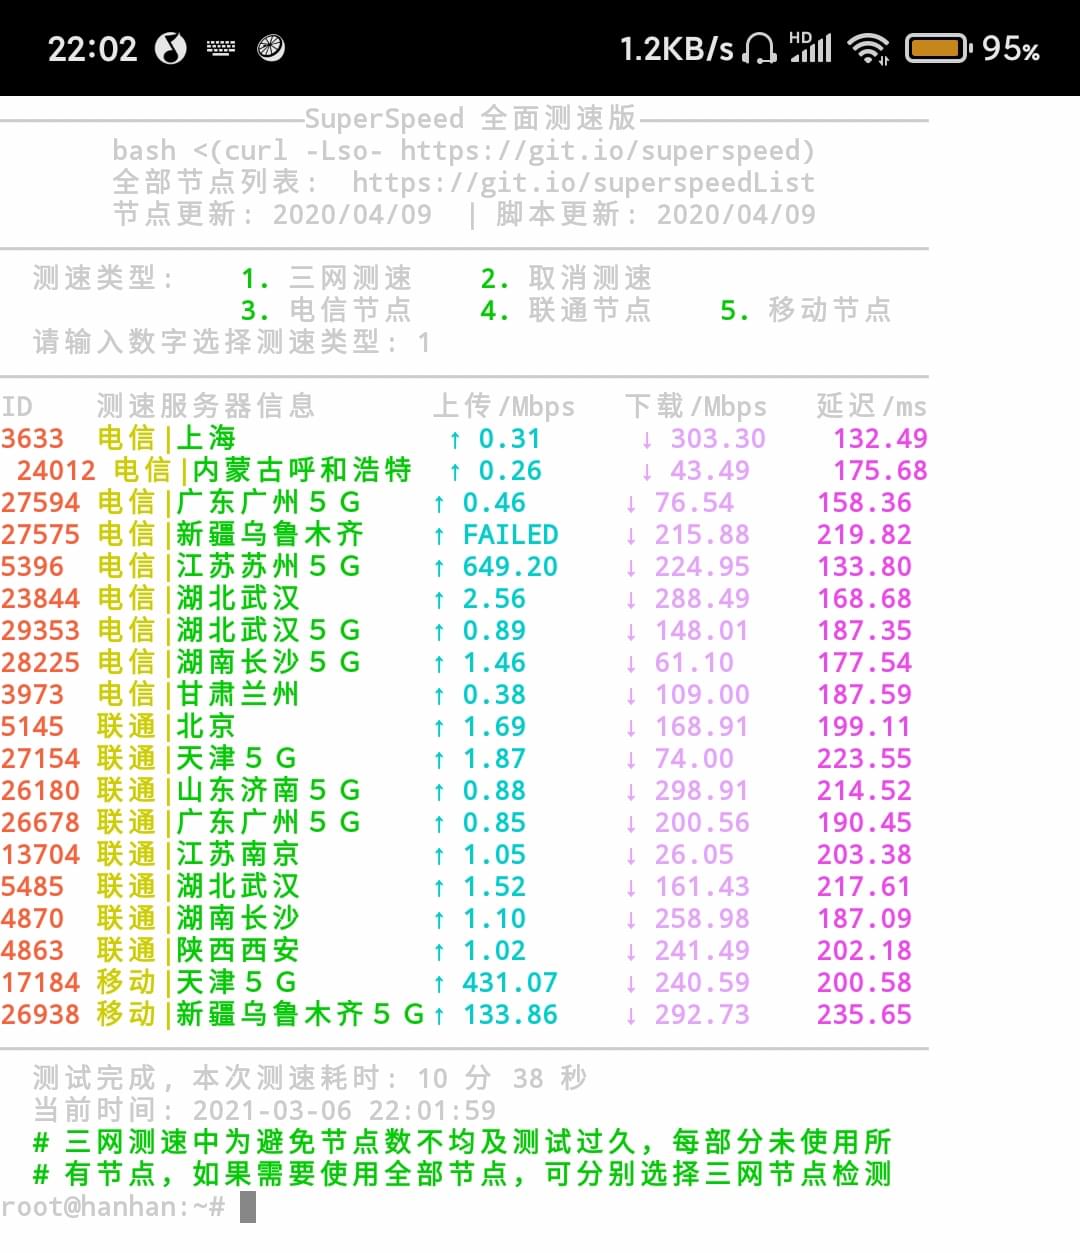 22:02 1.2KB/s HD 95%
SuperSpeed 全面测速版
bash <(curl -Lso- https://git.io/superspeed)
全部节点列表: https://git.io/superspeedList
节点更新: 2020/04/09 | 脚本更新: 2020/04/09
测速类型: 1. 三网测速 2. 取消测速
3. 电信节点 4. 联通节点 5. 移动节点
请输入数字选择测速类型: 1
ID 测速服务器信息 上传/Mbps 下载/Mbps 延迟/ms
3633 电信|上海 ↑ 0.31 ↓ 303.30 132.49
24012 电信|内蒙古呼和浩特 ↑ 0.26 ↓ 43.49 175.68
27594 电信|广东广州５Ｇ ↑ 0.46 ↓ 76.54 158.36
27575 电信|新疆乌鲁木齐 ↑ FAILED ↓ 215.88 219.82
5396 电信|江苏苏州５Ｇ ↑ 649.20 ↓ 224.95 133.80
23844 电信|湖北武汉 ↑ 2.56 ↓ 288.49 168.68
29353 电信|湖北武汉５Ｇ ↑ 0.89 ↓ 148.01 187.35
28225 电信|湖南长沙５Ｇ ↑ 1.46 ↓ 61.10 177.54
3973 电信|甘肃兰州 ↑ 0.38 ↓ 109.00 187.59
5145 联通|北京 ↑ 1.69 ↓ 168.91 199.11
27154 联通|天津５Ｇ ↑ 1.87 ↓ 74.00 223.55
26180 联通|山东济南５Ｇ ↑ 0.88 ↓ 298.91 214.52
26678 联通|广东广州５Ｇ ↑ 0.85 ↓ 200.56 190.45
13704 联通|江苏南京 ↑ 1.05 ↓ 26.05 203.38
5485 联通|湖北武汉 ↑ 1.52 ↓ 161.43 217.61
4870 联通|湖南长沙 ↑ 1.10 ↓ 258.98 187.09
4863 联通|陕西西安 ↑ 1.02 ↓ 241.49 202.18
17184 移动|天津５Ｇ ↑ 431.07 ↓ 240.59 200.58
26938 移动|新疆乌鲁木齐５Ｇ ↑ 133.86 ↓ 292.73 235.65
测试完成, 本次测速耗时: 10 分 38 秒
当前时间: 2021-03-06 22:01:59
# 三网测速中为避免节点数不均及测试过久，每部分未使用所
# 有节点，如果需要使用全部节点，可分别选择三网节点检测
root@hanhan:~#